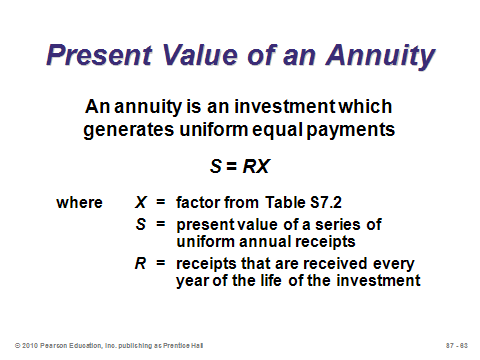 Present Value of an Annuity
An annuity is an investment which
generates uniform equal payments
S = RX
where X = factor from Table S7.2
S = present value of a series of
uniform annual receipts
R = receipts that are received every
year of the life of the investment
© 2010 Pearson Education, Inc. publishing as Prentice Hall
S7 - 63